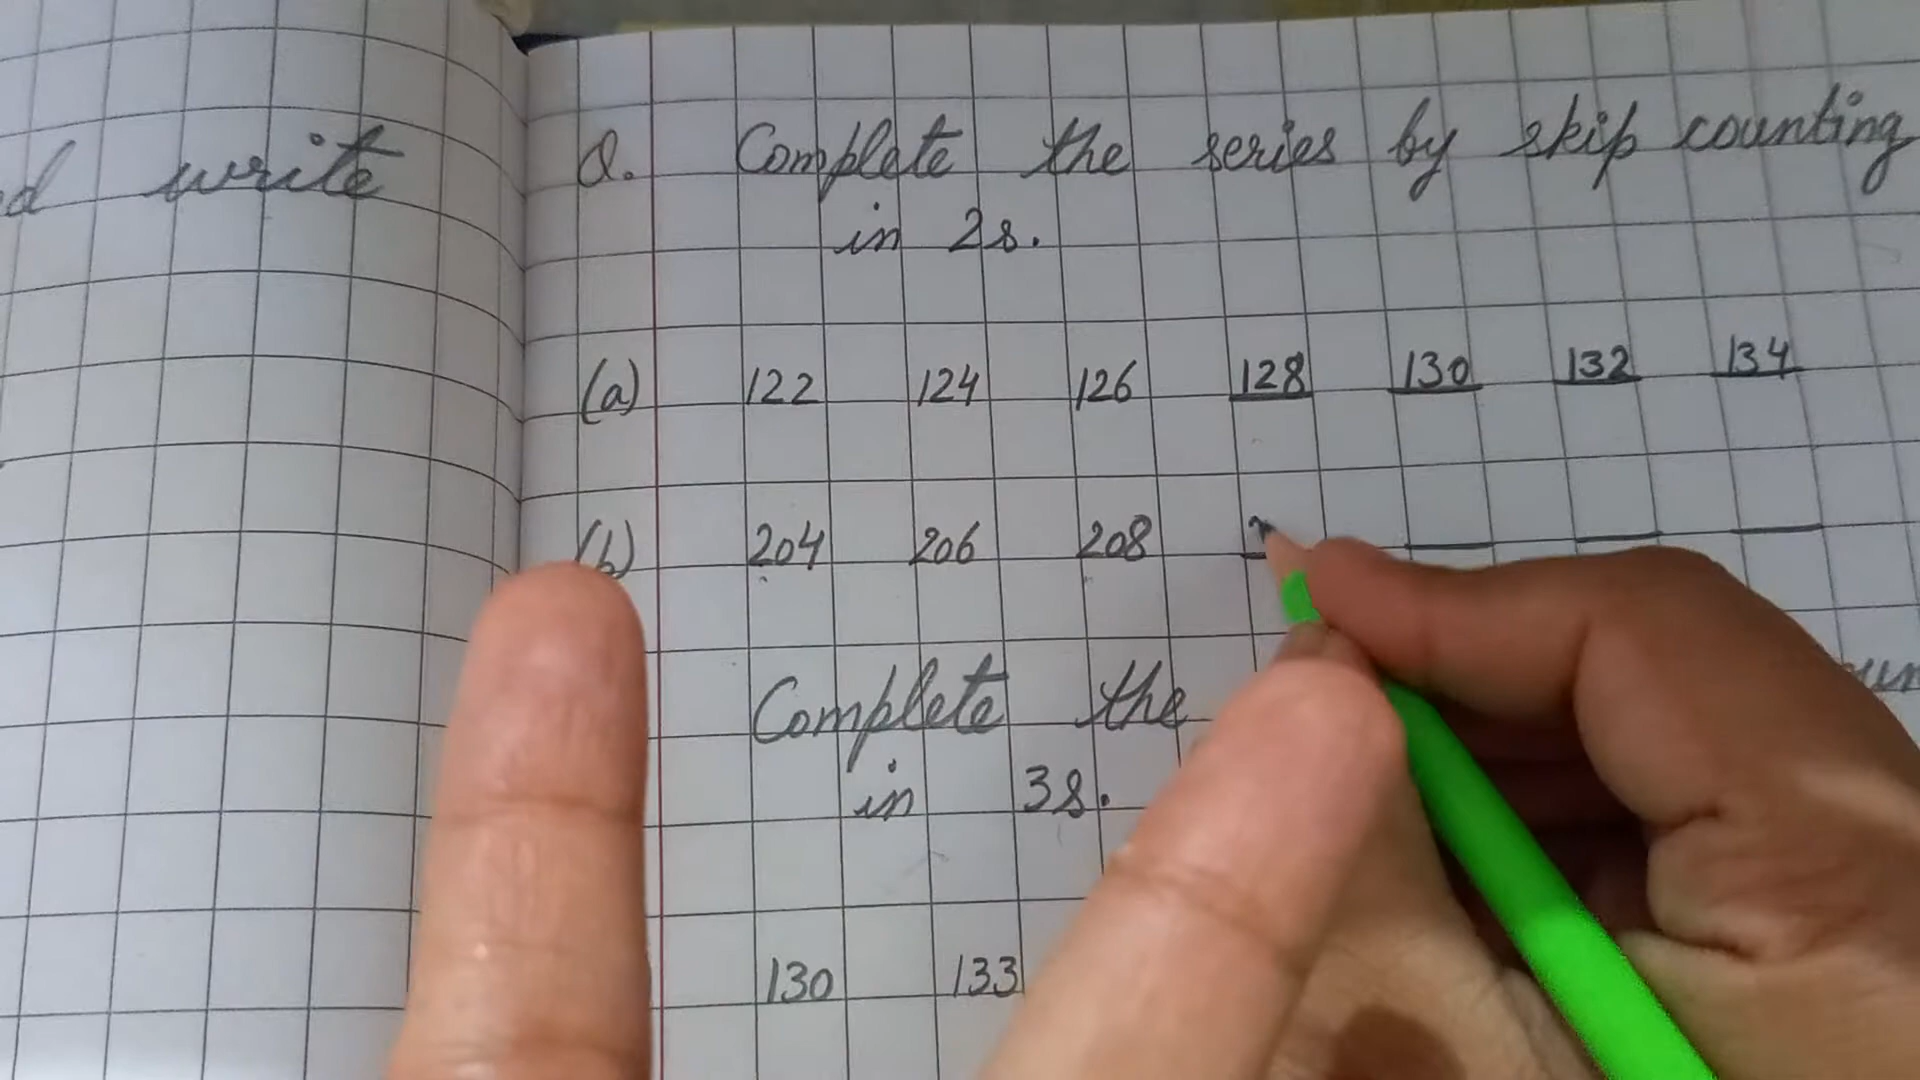 write
Q. Complete the series by skip counting
in 2s.
(a) 122 124 126 128 130 132 134
(b) 204 206 208
Complete the
in 3s.
130 133